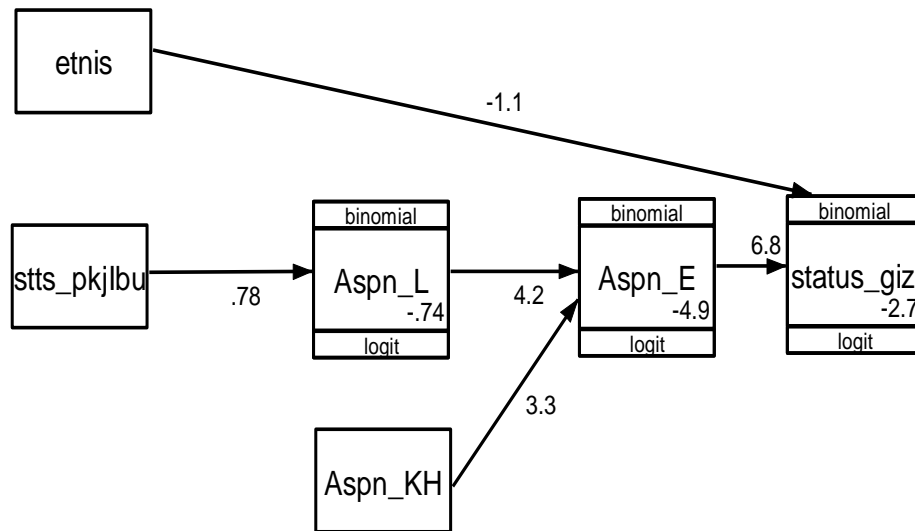 etnis
-1.1
binomial
status_giz
-2.7
logit
6.8
binomial
Aspn_E
-4.9
logit
4.2
binomial
Aspn_L
-.74
logit
.78
stts_pkjlbu
3.3
Aspn_KH